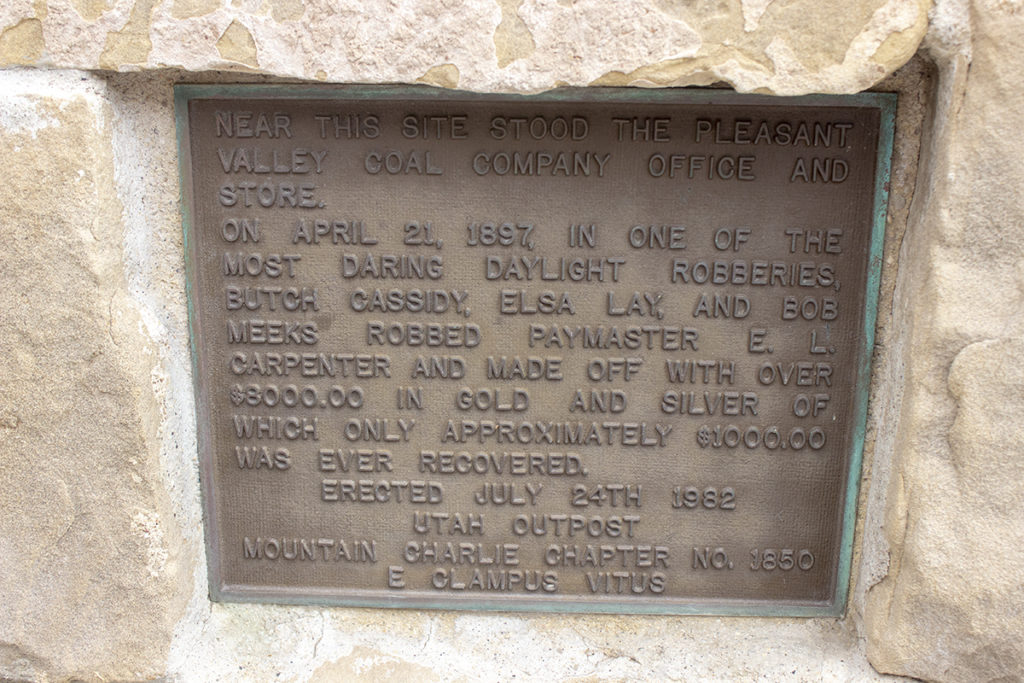 NEAR THIS SITE STOOD THE PLEASANT
VALLEY COAL COMPANY OFFICE AND
STORE.
ON APRIL 21, 1897, IN ONE OF THE
MOST DARING DAYLIGHT ROBBERIES,
BUTCH CASSIDY, ELSA LAY, AND BOB
MEEKS ROBBED PAYMASTER E. L.
CARPENTER AND MADE OFF WITH OVER
$8000.00 IN GOLD AND SILVER OF
WHICH ONLY APPROXIMATELY $1000.00
WAS EVER RECOVERED.
ERECTED JULY 24TH 1982
UTAH OUTPOST
MOUNTAIN CHARLIE CHAPTER NO. 1850
E CLAMPUS VITUS